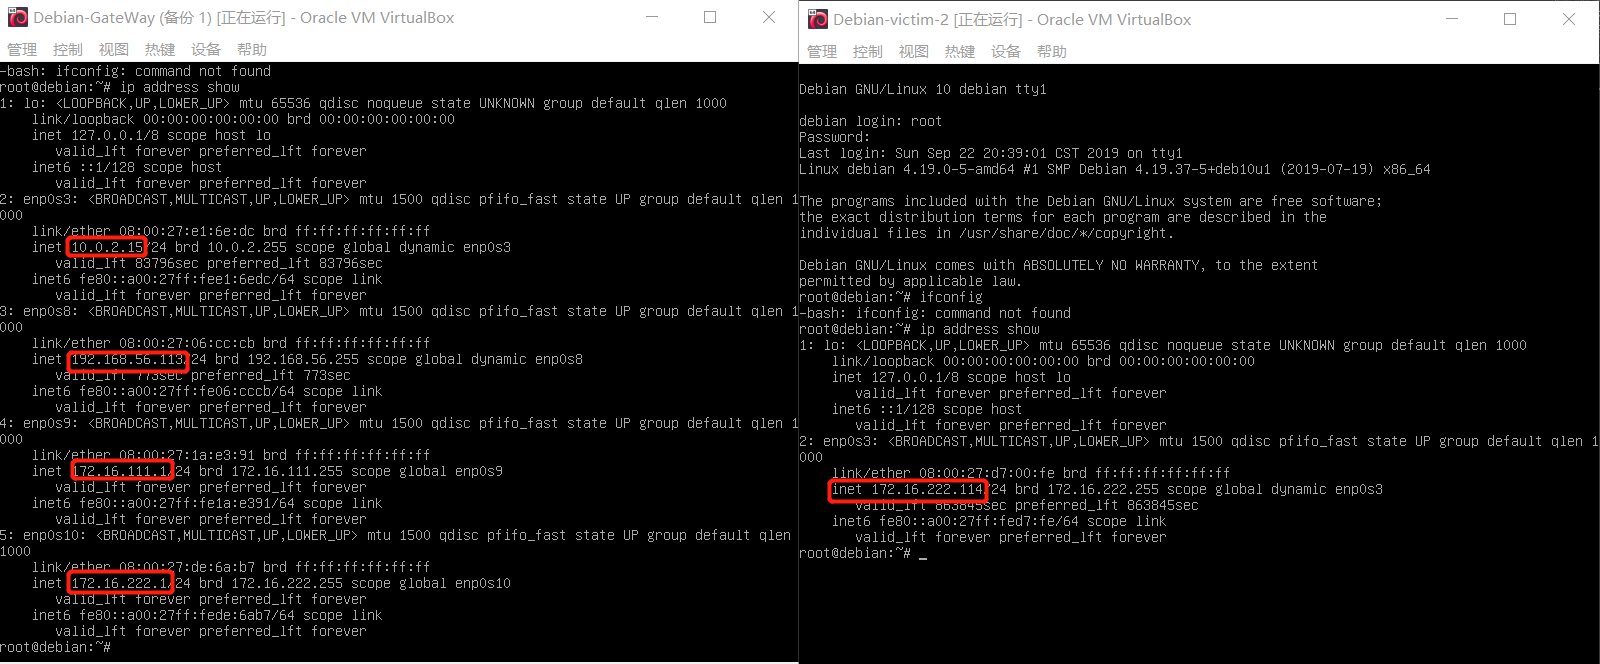 Debian-GateWay (备份 1) [正在运行] - Oracle VM VirtualBox
管理 控制 视图 热键 设备 帮助
-bash: ifconfig: command not found
root@debian:~# ip address show
1: lo: <LOOPBACK,UP,LOWER_UP> mtu 65536 qdisc noqueue state UNKNOWN group default qlen 1000
link/loopback 00:00:00:00:00:00 brd 00:00:00:00:00:00
inet 127.0.0.1/8 scope host lo
valid_lft forever preferred_lft forever
inet6 ::1/128 scope host
valid_lft forever preferred_lft forever
2: enp0s3: <BROADCAST,MULTICAST,UP,LOWER_UP> mtu 1500 qdisc pfifo_fast state UP group default qlen 1
000
link/ether 08:00:27:e1:6e:dc brd ff:ff:ff:ff:ff:ff
inet 10.0.2.15/24 brd 10.0.2.255 scope global dynamic enp0s3
valid_lft 83796sec preferred_lft 83796sec
inet6 fe80::a00:27ff:fee1:6edc/64 scope link
valid_lft forever preferred_lft forever
3: enp0s8: <BROADCAST,MULTICAST,UP,LOWER_UP> mtu 1500 qdisc pfifo_fast state UP group default qlen 1
000
link/ether 08:00:27:06:cc:cb brd ff:ff:ff:ff:ff:ff
inet 192.168.56.113/24 brd 192.168.56.255 scope global dynamic enp0s8
valid_lft 773sec preferred_lft 773sec
inet6 fe80::a00:27ff:fe06:cccb/64 scope link
valid_lft forever preferred_lft forever
4: enp0s9: <BROADCAST,MULTICAST,UP,LOWER_UP> mtu 1500 qdisc pfifo_fast state UP group default qlen 1
000
link/ether 08:00:27:1a:e3:91 brd ff:ff:ff:ff:ff:ff
inet 172.16.111.1/24 brd 172.16.111.255 scope global enp0s9
valid_lft forever preferred_lft forever
inet6 fe80::a00:27ff:fe1a:e391/64 scope link
valid_lft forever preferred_lft forever
5: enp0s10: <BROADCAST,MULTICAST,UP,LOWER_UP> mtu 1500 qdisc pfifo_fast state UP group default qlen
1000
link/ether 08:00:27:de:6a:b7 brd ff:ff:ff:ff:ff:ff
inet 172.16.222.1/24 brd 172.16.222.255 scope global enp0s10
valid_lft forever preferred_lft forever
inet6 fe80::a00:27ff:fede:6ab7/64 scope link
valid_lft forever preferred_lft forever
root@debian:~#
Debian-victim-2 [正在运行] - Oracle VM VirtualBox
管理 控制 视图 热键 设备 帮助
Debian GNU/Linux 10 debian tty1
debian login: root
Password:
Last login: Sun Sep 22 20:39:01 CST 2019 on tty1
Linux debian 4.19.0-5-amd64 #1 SMP Debian 4.19.37-5+deb10u1 (2019-07-19) x86_64
The programs included with the Debian GNU/Linux system are free software;
the exact distribution terms for each program are described in the
individual files in /usr/share/doc/*/copyright.
Debian GNU/Linux comes with ABSOLUTELY NO WARRANTY, to the extent
permitted by applicable law.
root@debian:~# ifconfig
-bash: ifconfig: command not found
root@debian:~# ip address show
1: lo: <LOOPBACK,UP,LOWER_UP> mtu 65536 qdisc noqueue state UNKNOWN group default qlen 1000
link/loopback 00:00:00:00:00:00 brd 00:00:00:00:00:00
inet 127.0.0.1/8 scope host lo
valid_lft forever preferred_lft forever
inet6 ::1/128 scope host
valid_lft forever preferred_lft forever
2: enp0s3: <BROADCAST,MULTICAST,UP,LOWER_UP> mtu 1500 qdisc pfifo_fast state UP group default qlen 1
000
link/ether 08:00:27:d7:00:fe brd ff:ff:ff:ff:ff:ff
inet 172.16.222.114/24 brd 172.16.222.255 scope global dynamic enp0s3
valid_lft 863845sec preferred_lft 863845sec
inet6 fe80::a00:27ff:fed7:fe/64 scope link
valid_lft forever preferred_lft forever
root@debian:~# _